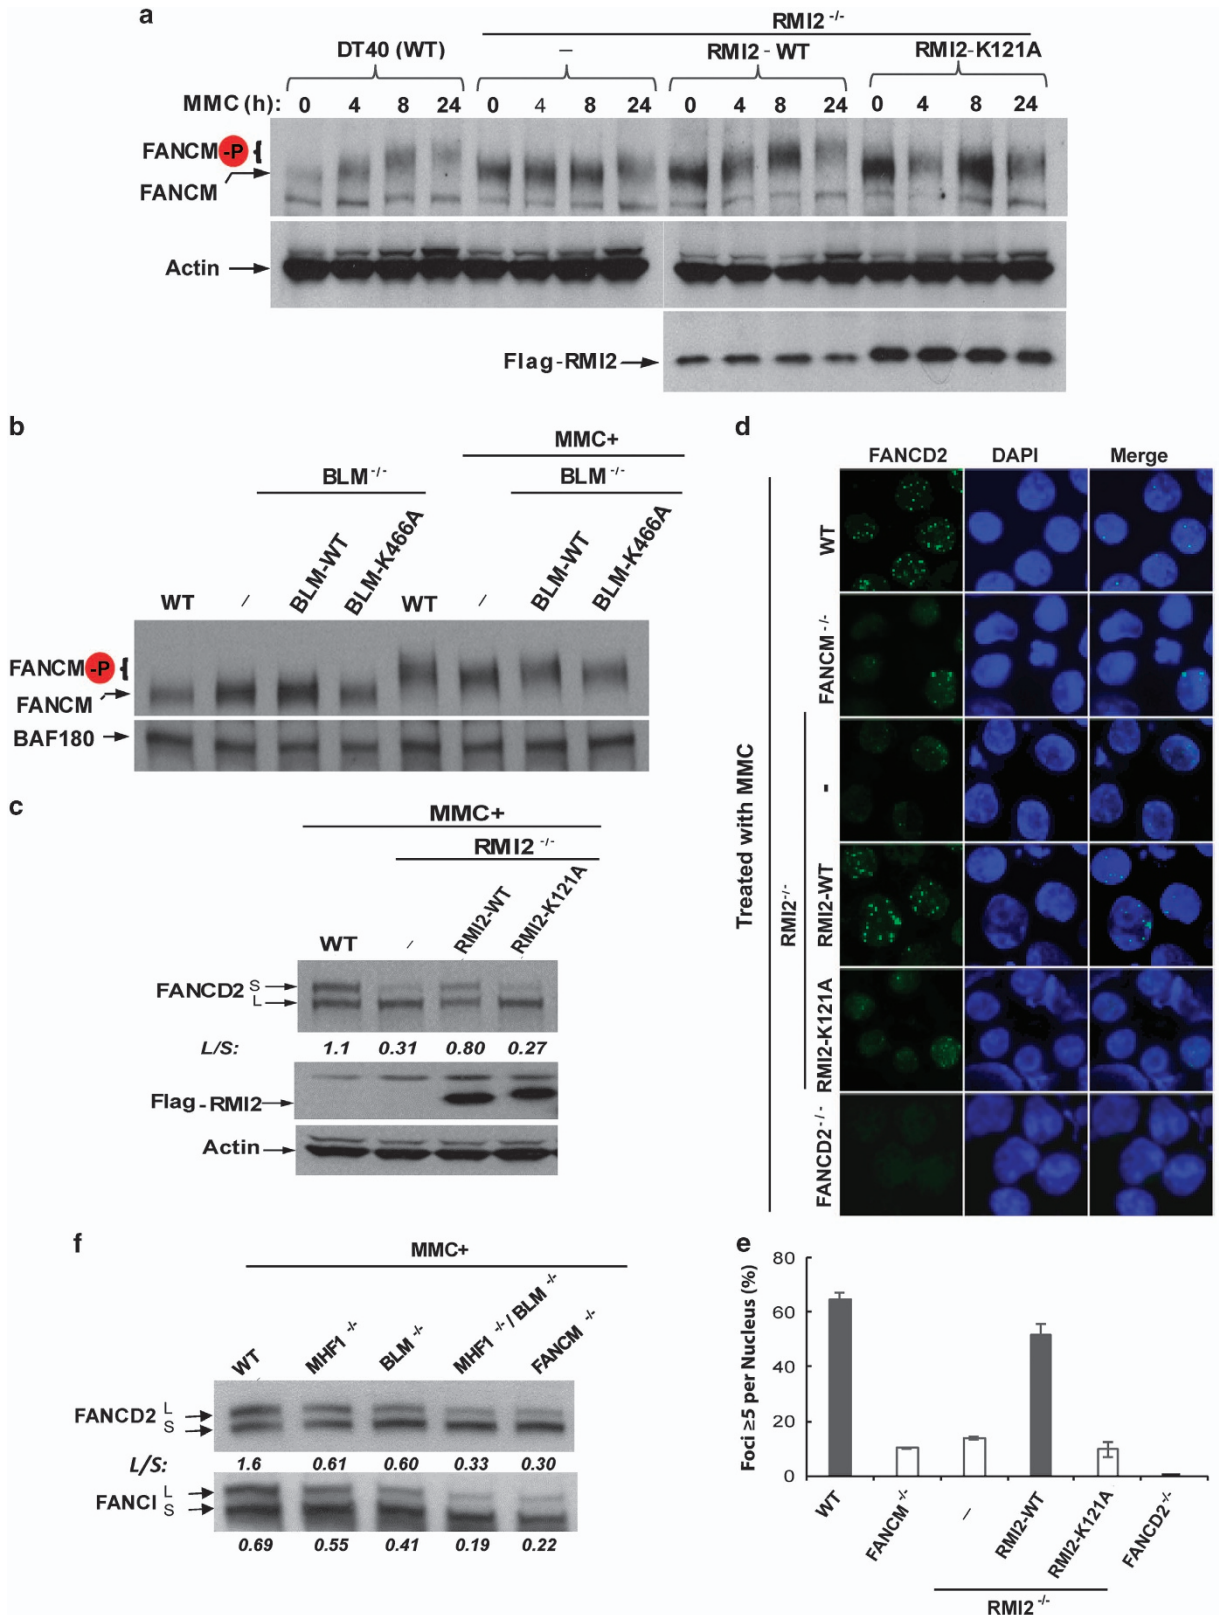 a
RMI2 -/-
DT40 (WT)
–
RMI2 - WT
RMI2-K121A
MMC (h):
0 4 8 24 0 4 8 24 0 4 8 24 0 4 8 24
FANCM-P
FANCM
Actin
Flag-RMI2
b
MMC+
BLM -/-
BLM -/-
WT
–
BLM-WT
BLM-K466A
WT
–
BLM-WT
BLM-K466A
FANCM-P
FANCM
BAF180
c
MMC+
RMI2 -/-
WT
–
RMI2-WT
RMI2-K121A
FANCD2 S
L
L/S: 1.1 0.31 0.80 0.27
Flag-RMI2
Actin
d
FANCD2 DAPI Merge
Treated with MMC
WT
FANCM -/-
RMI2-/-
-
RMI2-WT
RMI2-K121A
FANCD2 -/-
f
MMC+
WT
MHF1 -/-
BLM -/-
MHF1 -/- / BLM -/-
FANCM -/-
FANCD2 L
S
L/S: 1.6 0.61 0.60 0.33 0.30
FANCI L
S
0.69 0.55 0.41 0.19 0.22
e
Foci ≥5 per Nucleus (%)
80
60
40
20
0
WT
FANCM -/-
–
RMI2-WT
RMI2-K121A
FANCD2 -/-
RMI2 -/-